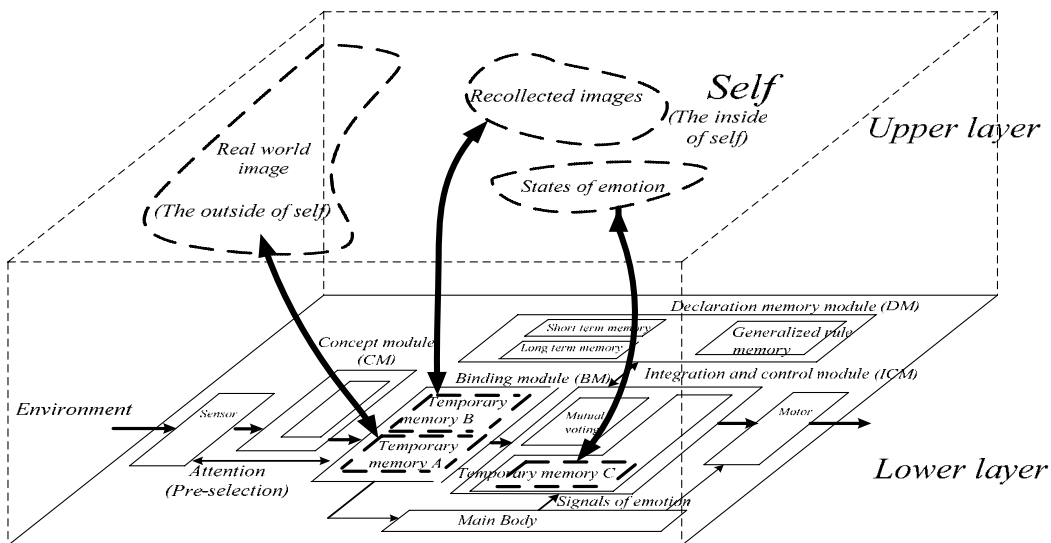 Recollected images
Self
(The inside
of self)
Upper layer
Real world
image
States of emotion
(The outside of self)
Declaration memory module (DM)
Short term memory
Long term memory
Generalized rule
memory
Concept module
(CM)
Binding module (BM)
Integration and control module (ICM)
Environment
Sensor
Temporary
memory B
Mutual
voting
Motor
Temporary
memory A
Attention
(Pre-selection)
Temporary memory C
Lower layer
Signals of emotion
Main Body